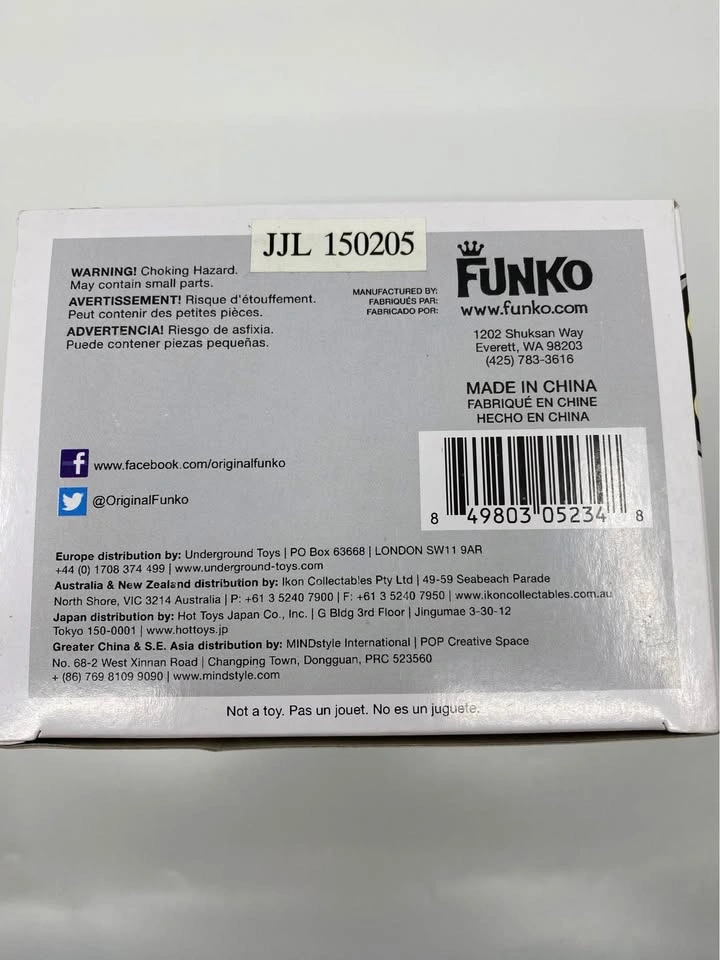 JJL 150205
WARNING! Choking Hazard.
May contain small parts.
AVERTISSEMENT! Risque d'étouffement.
Peut contenir des petites pièces.
ADVERTENCIA! Riesgo de asfixia.
Puede contener piezas pequeñas.
MANUFACTURED BY:
FABRIQUÉS PAR:
FABRICADO POR:
FUNKO
www.funko.com
1202 Shuksan Way
Everett, WA 98203
(425) 783-3616
MADE IN CHINA
FABRIQUÉ EN CHINE
HECHO EN CHINA
f www.facebook.com/originalfunko
@OriginalFunko
8 49803 05234 8
Europe distribution by: Underground Toys | PO Box 63668 | LONDON SW11 9AR
+44 (0) 1708 374 499 | www.underground-toys.com
Australia & New Zealand distribution by: Ikon Collectables Pty Ltd | 49-59 Seabeach Parade
North Shore, VIC 3214 Australia | P: +61 3 5240 7900 | F: +61 3 5240 7950 | www.ikoncollectables.com.au
Japan distribution by: Hot Toys Japan Co., Inc. | G Bldg 3rd Floor | Jingumae 3-30-12
Tokyo 150-0001 | www.hottoys.jp
Greater China & S.E. Asia distribution by: MINDstyle International | POP Creative Space
No. 68-2 West Xinnan Road | Changping Town, Dongguan, PRC 523560
+ (86) 769 8109 9090 | www.mindstyle.com
Not a toy. Pas un jouet. No es un juguete.